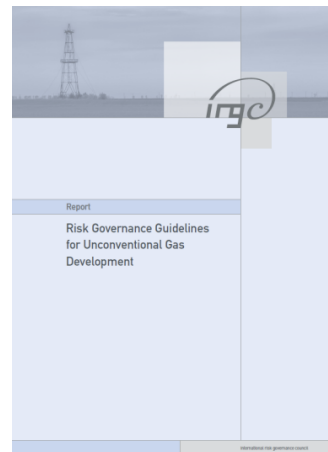 irgc
Report
Risk Governance Guidelines
for Unconventional Gas
Development
international risk governance council